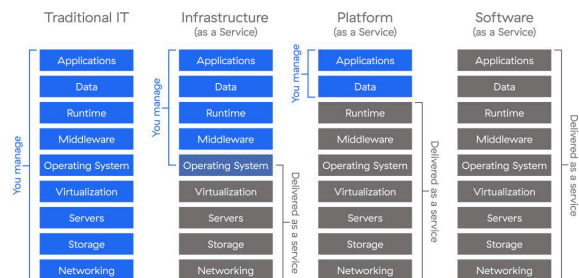 Traditional IT
You manage
Applications
Data
Runtime
Middleware
Operating System
Virtualization
Servers
Storage
Networking
Infrastructure
(as a Service)
You manage
Applications
Data
Runtime
Middleware
Operating System
Virtualization
Servers
Storage
Networking
Delivered as a service
Platform
(as a Service)
You manage
Applications
Data
Runtime
Middleware
Operating System
Virtualization
Servers
Storage
Networking
Delivered as a service
Software
(as a Service)
Applications
Data
Runtime
Middleware
Operating System
Virtualization
Servers
Storage
Networking
Delivered as a service